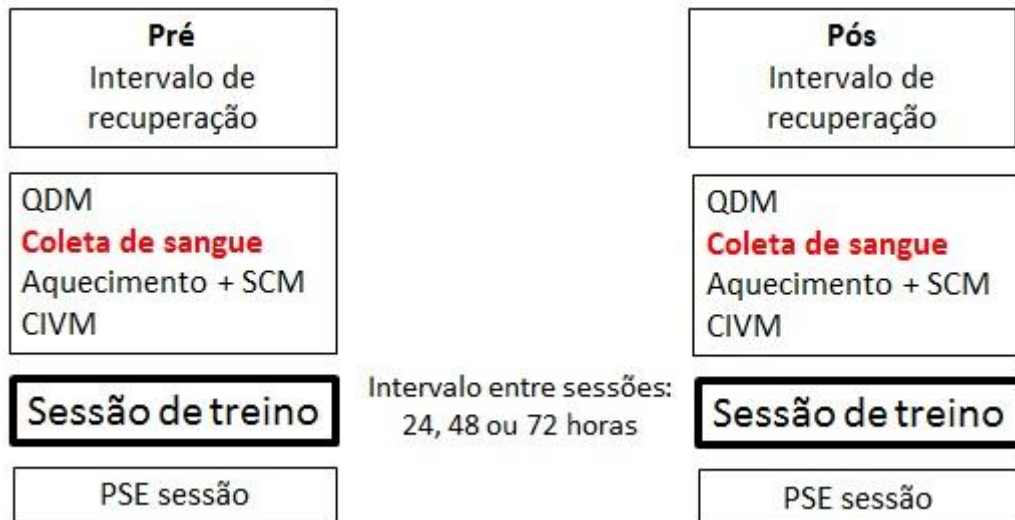 Pré
Intervalo de
recuperação
QDM
Coleta de sangue
Aquecimento + SCM
CIVM
Sessão de treino
PSE sessão
Intervalo entre sessões:
24, 48 ou 72 horas
Pós
Intervalo de
recuperação
QDM
Coleta de sangue
Aquecimento + SCM
CIVM
Sessão de treino
PSE sessão